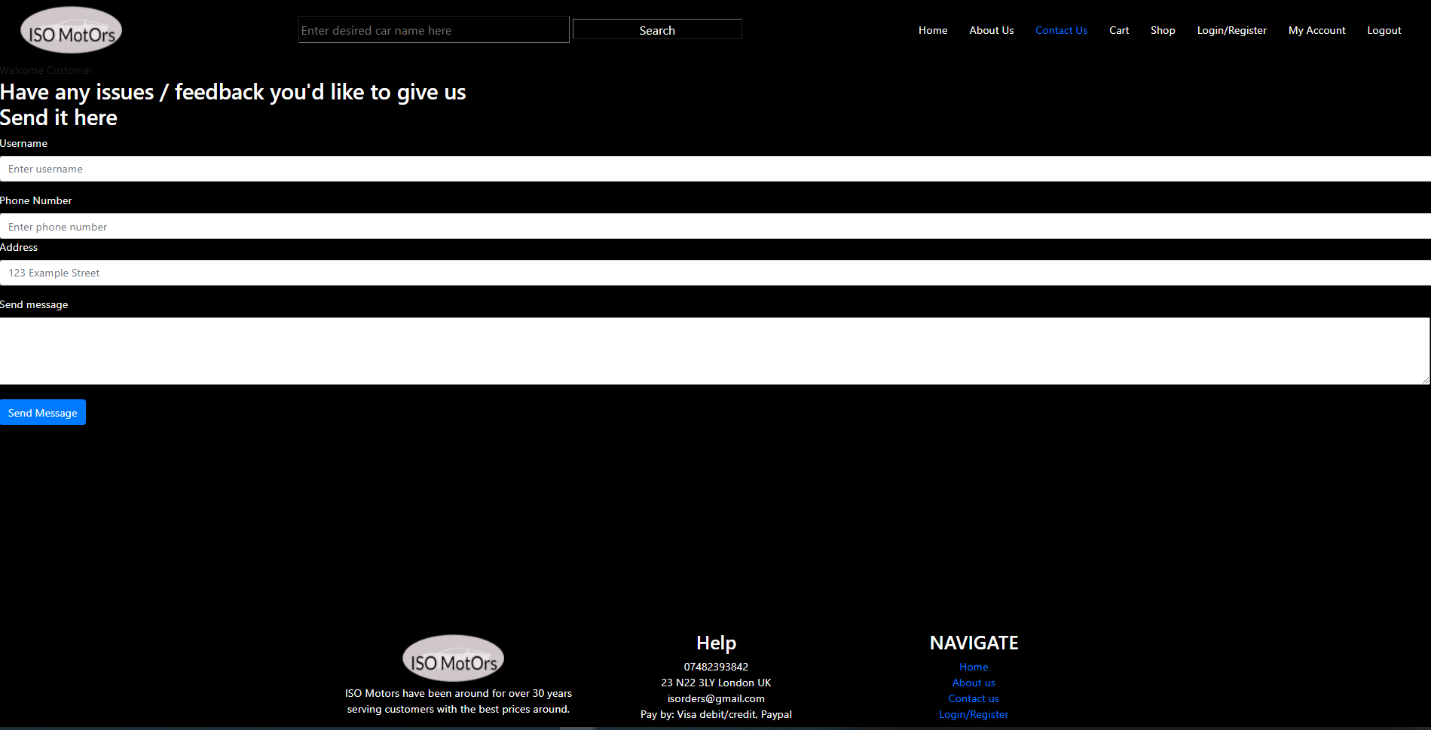 ISO MotOrs
Enter desired car name here
Search
Home
About Us
Contact Us
Cart
Shop
Login/Register
My Account
Logout
Welcome Customer
Have any issues / feedback you'd like to give us
Send it here
Username
Enter username
Phone Number
Enter phone number
Address
123 Example Street
Send message
Send Message
ISO MotOrs
ISO Motors have been around for over 30 years
serving customers with the best prices around.
Help
07482393842
23 N22 3LY London UK
isorders@gmail.com
Pay by: Visa debit/credit, Paypal
NAVIGATE
Home
About us
Contact us
Login/Register